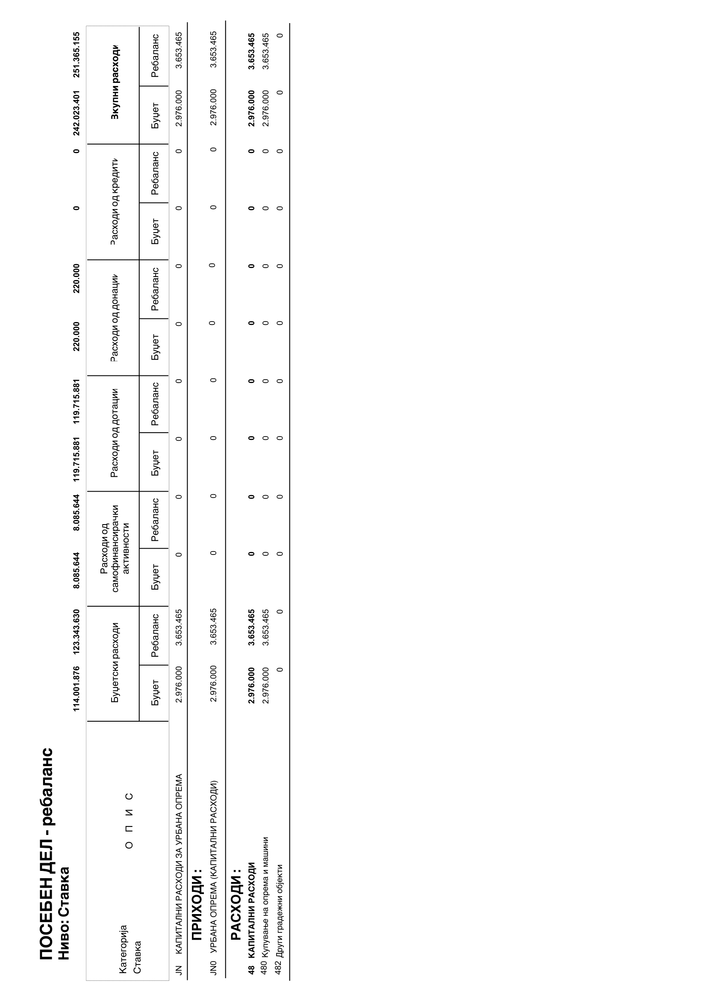 ПОСЕБЕН ДЕЛ - ребаланс
Ниво: Ставка
114.001.876 123.343.630 8.085.644 8.085.644 119.715.881 119.715.881 220.000 220.000 0 0 242.023.401 251.365.155
Категорија
Ставка
О П И С
Буџетски расходи
Расходи од
самофинансирачки
активности
Расходи од дотации
Расходи од донации
Расходи од кредити
Вкупни расходи
Буџет Ребаланс Буџет Ребаланс Буџет Ребаланс Буџет Ребаланс Буџет Ребаланс Буџет Ребаланс
JN КАПИТАЛНИ РАСХОДИ ЗА УРБАНА ОПРЕМА 2.976.000 3.653.465 0 0 0 0 0 0 0 0 2.976.000 3.653.465
ПРИХОДИ :
JN0 УРБАНА ОПРЕМА (КАПИТАЛНИ РАСХОДИ) 2.976.000 3.653.465 0 0 0 0 0 0 0 0 2.976.000 3.653.465
РАСХОДИ :
48 КАПИТАЛНИ РАСХОДИ 2.976.000 3.653.465 0 0 0 0 0 0 0 0 2.976.000 3.653.465
480 Купување на опрема и машини 2.976.000 3.653.465 0 0 0 0 0 0 0 0 2.976.000 3.653.465
482 Други градежни објекти 0 0 0 0 0 0 0 0 0 0 0 0